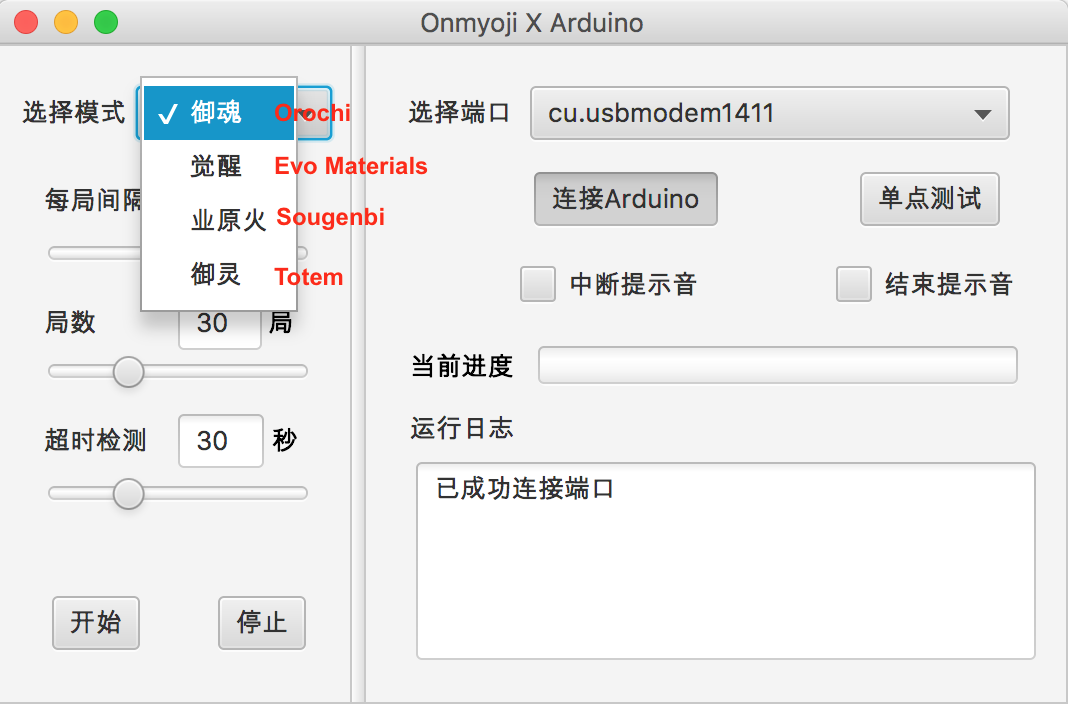 Onmyoji X Arduino
选择模式
御魂 Orochi
觉醒 Evo Materials
业原火 Sougenbi
御灵 Totem
每局间隔
局数 30 局
超时检测 30 秒
开始 停止
选择端口 cu.usbmodem1411
连接Arduino 单点测试
中断提示音 结束提示音
当前进度
运行日志
已成功连接端口